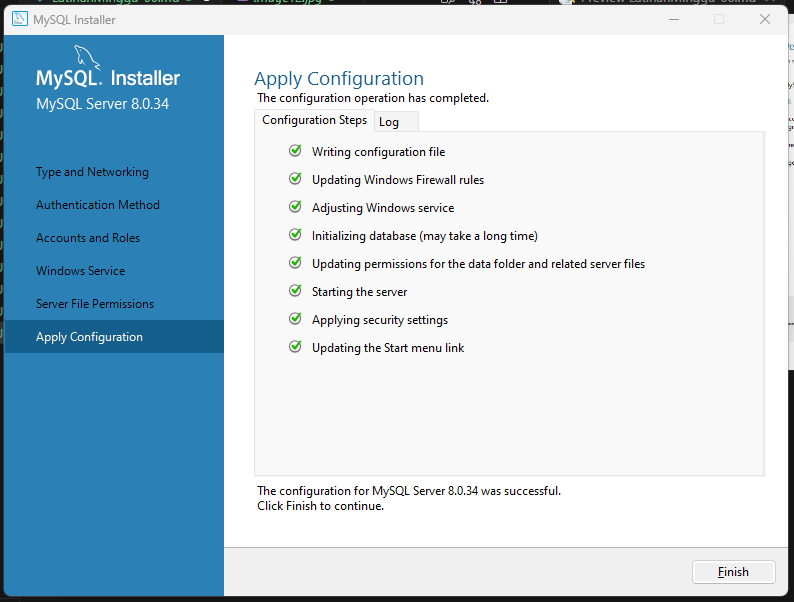 MySQL Installer
MySQL. Installer
MySQL Server 8.0.34
Type and Networking
Authentication Method
Accounts and Roles
Windows Service
Server File Permissions
Apply Configuration
Apply Configuration
The configuration operation has completed.
Configuration Steps
Log
Writing configuration file
Updating Windows Firewall rules
Adjusting Windows service
Initializing database (may take a long time)
Updating permissions for the data folder and related server files
Starting the server
Applying security settings
Updating the Start menu link
The configuration for MySQL Server 8.0.34 was successful.
Click Finish to continue.
Finish